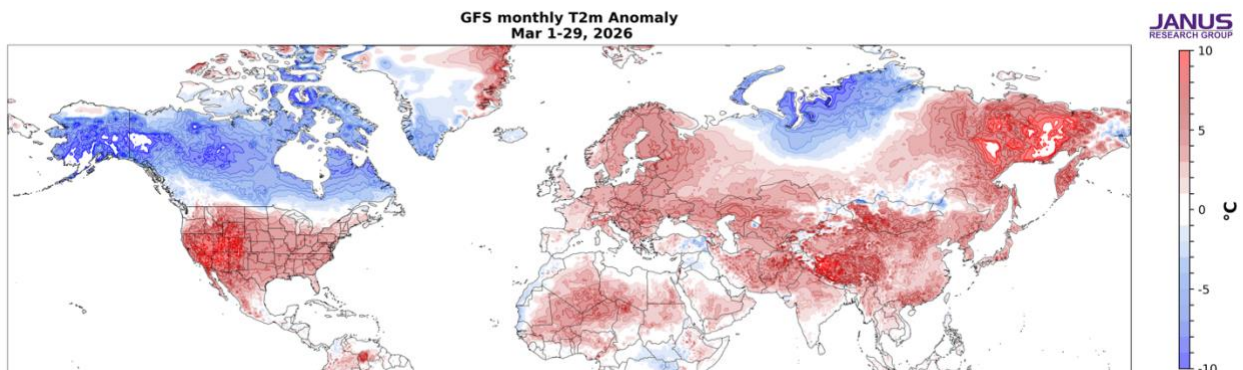 GFS monthly T2m Anomaly
Mar 1-29, 2026
JANUS
RESEARCH GROUP
10
5
0
-5
-10
°C